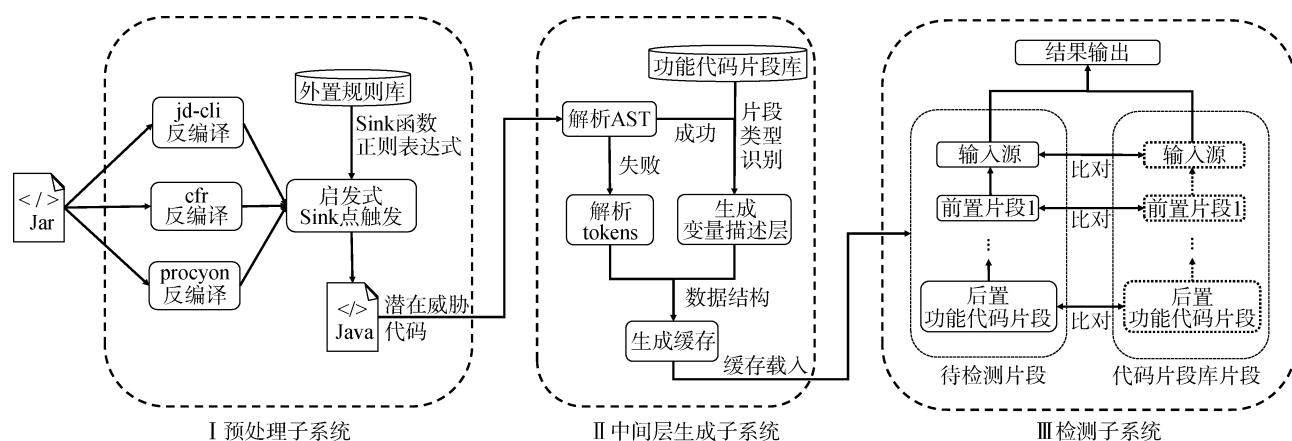 </>
Jar
jd-cli
反编译
cfr
反编译
procyon
反编译
外置规则库
Sink函数
正则表达式
启发式
Sink点触发
</>
Java
潜在威胁
代码
Ⅰ预处理子系统
功能代码片段库
解析AST
成功
片段
类型
识别
失败
解析
tokens
生成
变量描述层
数据结构
生成缓存
缓存载入
Ⅱ中间层生成子系统
结果输出
输入源
比对
输入源
前置片段1
比对
前置片段1
⋮
⋮
后置
功能代码片段
比对
后置
功能代码片段
待检测片段
代码片段库片段
Ⅲ检测子系统